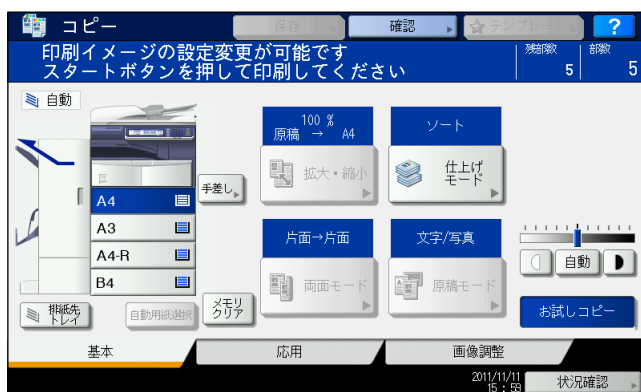 コピー
保存
確認
テンプレート
?
印刷イメージの設定変更が可能です
スタートボタンを押して印刷してください
残部数
5
部数
5
自動
A4
A3
A4-R
B4
手差し
排紙先
トレイ
自動用紙選択
メモリ
クリア
100 %
原稿 → A4
拡大・縮小
ソート
仕上げ
モード
片面→片面
両面モード
文字/写真
原稿モード
自動
お試しコピー
基本
応用
画像調整
2011/11/11
15:59
状況確認